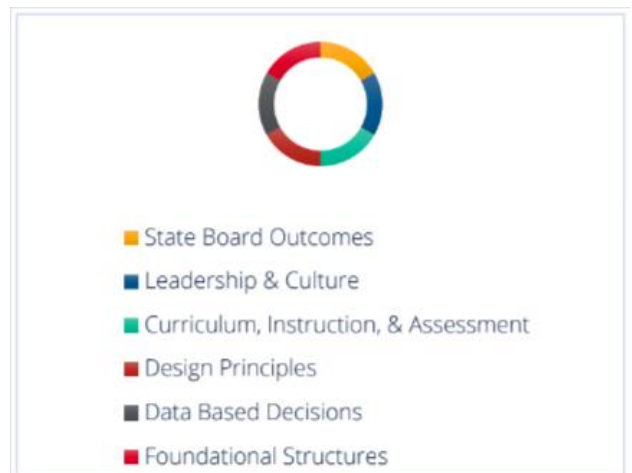 State Board Outcomes
Leadership & Culture
Curriculum, Instruction, & Assessment
Design Principles
Data Based Decisions
Foundational Structures